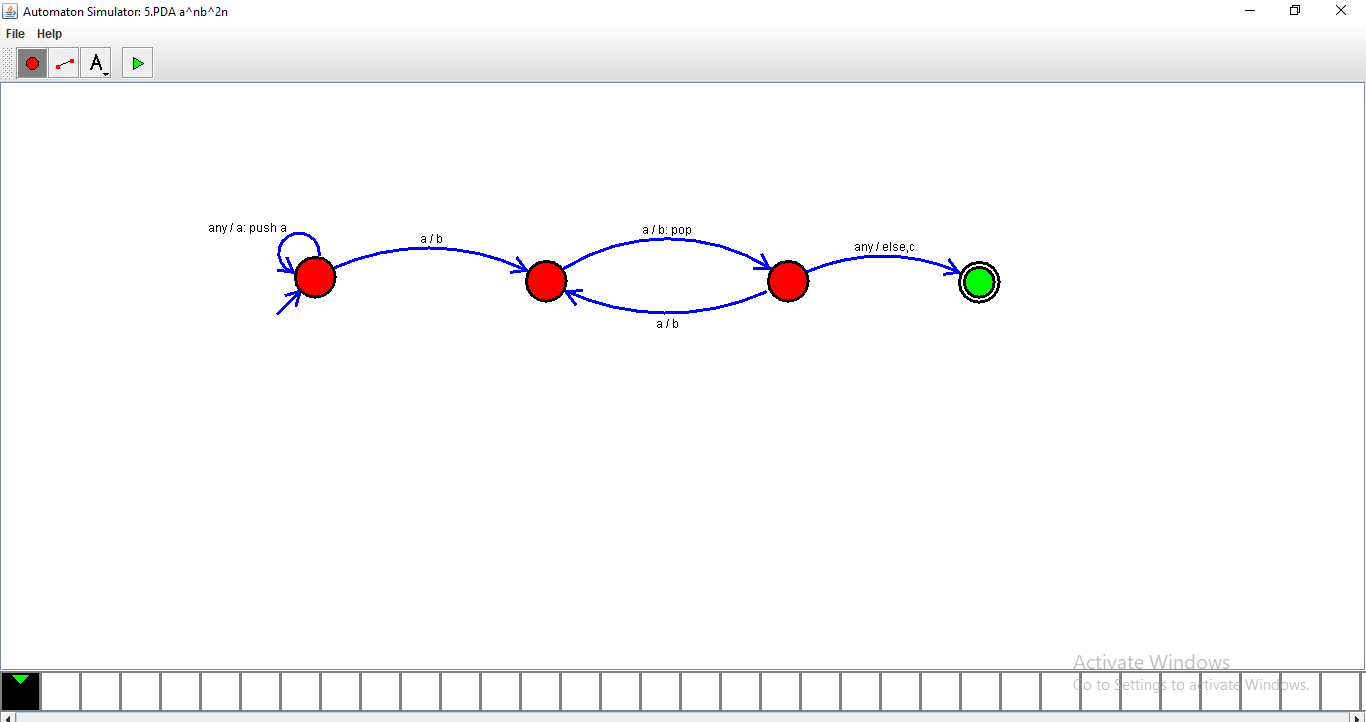 Automaton Simulator: 5.PDA a^nb^2n
File Help
A
any / a: push a
a / b
a / b: pop
any / else,c
a / b
Activate Windows
Go to Settings to activate Windows.